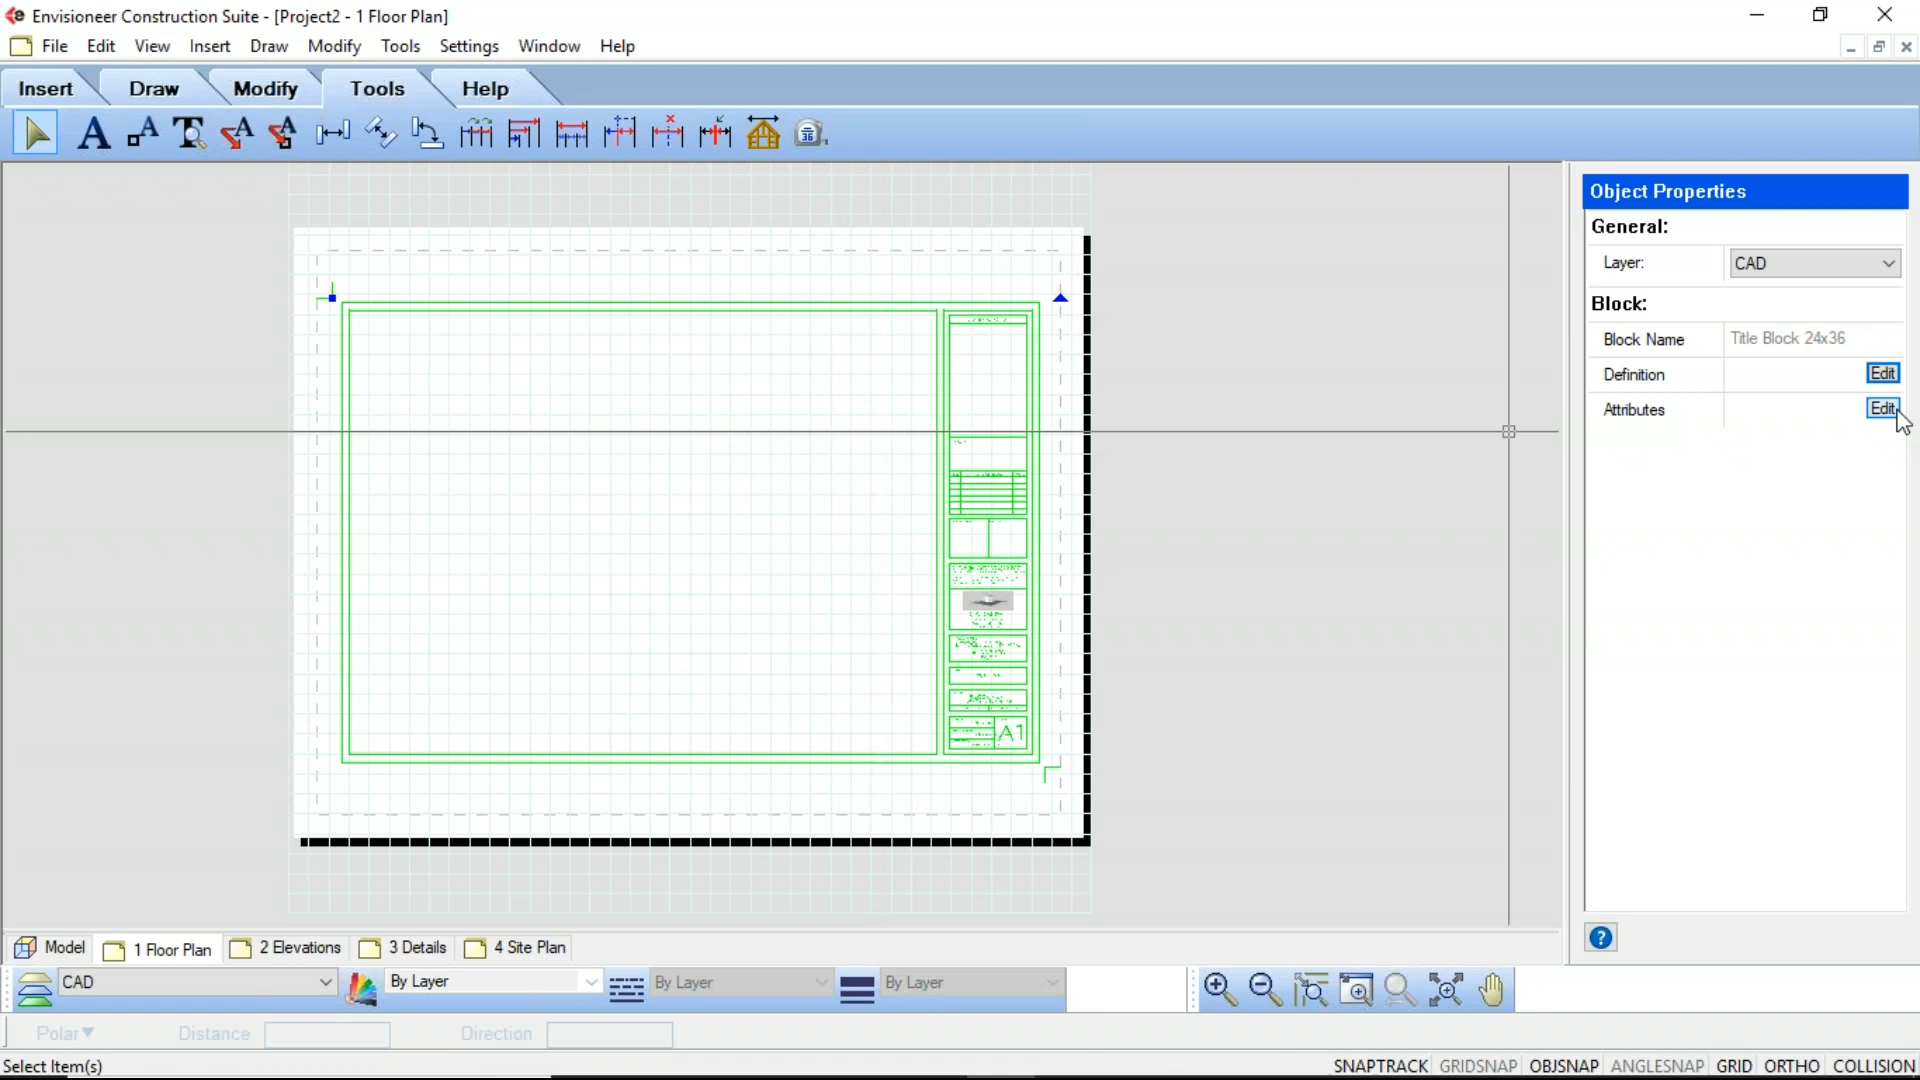 Envisioneer Construction Suite - [Project2 - 1 Floor Plan]
File Edit View Insert Draw Modify Tools Settings Window Help
Insert Draw Modify Tools Help
36
Object Properties
General:
Layer: CAD
Block:
Block Name Title Block 24x36
Definition Edit
Attributes Edit
A1
Model 1 Floor Plan 2 Elevations 3 Details 4 Site Plan
CAD By Layer By Layer By Layer
Polar Distance Direction
Select Item(s) SNAPTRACK GRIDSNAP OBJSNAP ANGLESNAP GRID ORTHO COLLISION